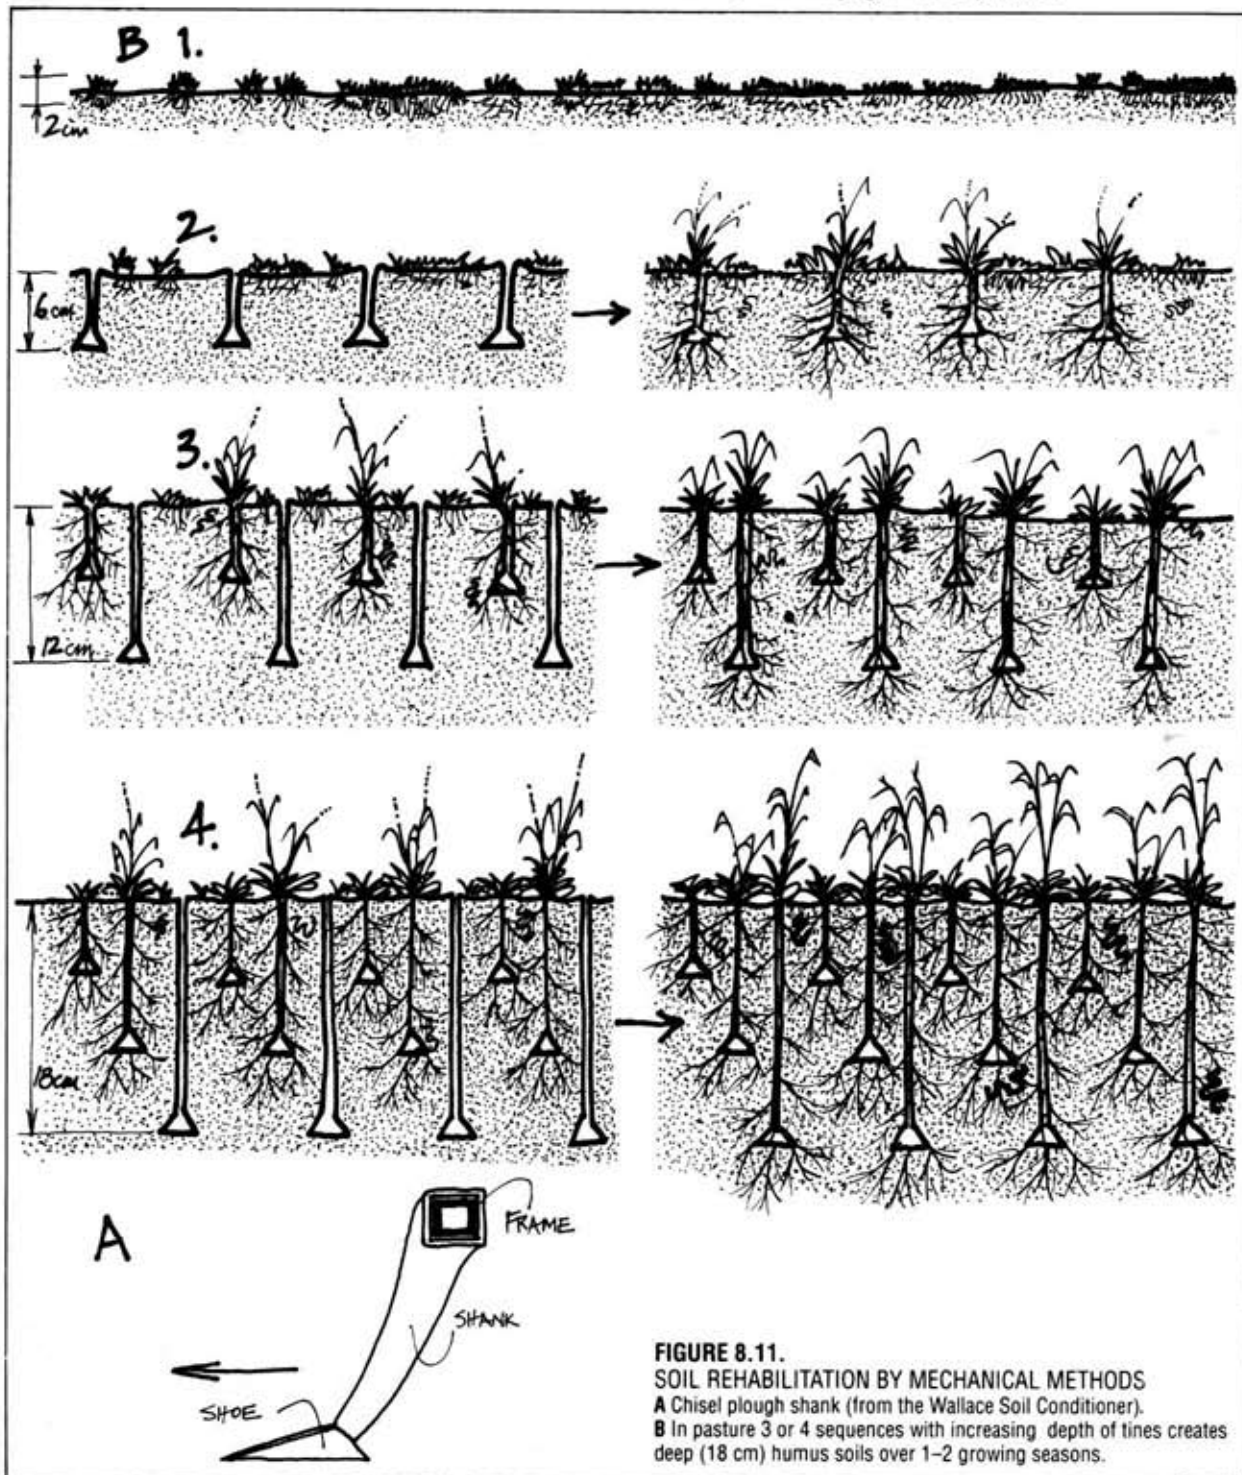 B 1.
2cm
2.
6cm
3.
12cm
4.
18cm
A
FRAME
SHANK
SHOE
FIGURE 8.11.
SOIL REHABILITATION BY MECHANICAL METHODS
A Chisel plough shank (from the Wallace Soil Conditioner).
B In pasture 3 or 4 sequences with increasing depth of tines creates
deep (18 cm) humus soils over 1–2 growing seasons.